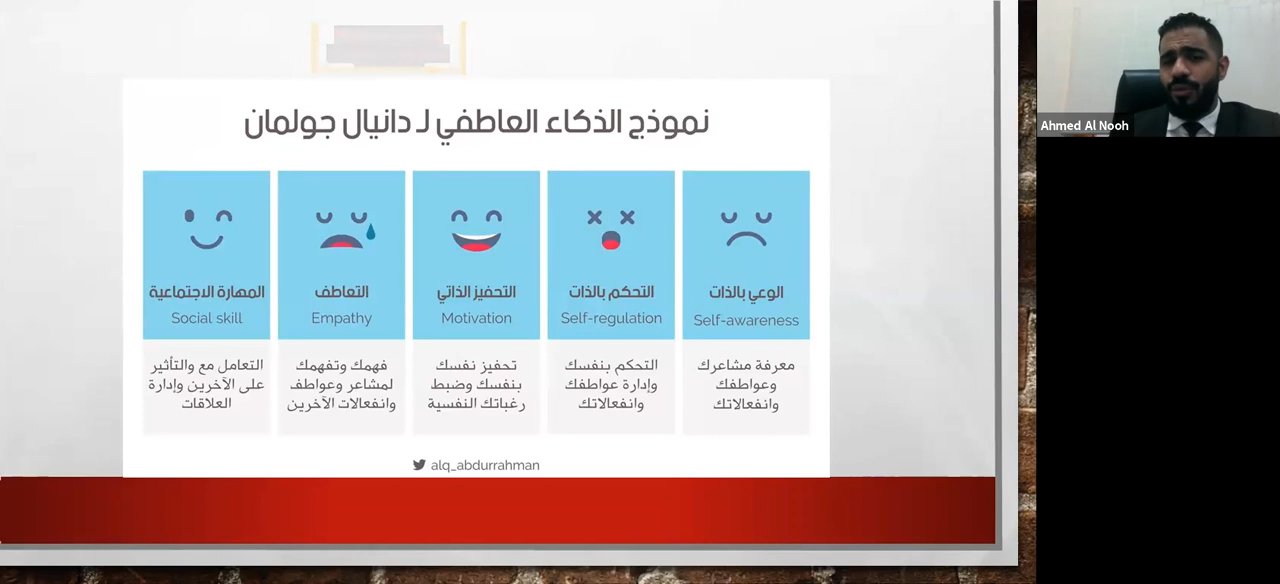 نموذج الذكاء العاطفي لـ دانيال جولمان
الوعي بالذات
Self-awareness
معرفة مشاعرك
وعواطفك
وانفعالاتك
التحكم بالذات
Self-regulation
التحكم بنفسك
وإدارة عواطفك
وانفعالاتك
التحفيز الذاتي
Motivation
تحفيز نفسك
بنفسك وضبط
رغباتك النفسية
التعاطف
Empathy
فهمك وتفهمك
لمشاعر وعواطف
وانفعالات الآخرين
المهارة الاجتماعية
Social skill
التعامل مع والتأثير
على الآخرين وإدارة
العلاقات
alq_abdurrahman
Ahmed Al Nooh